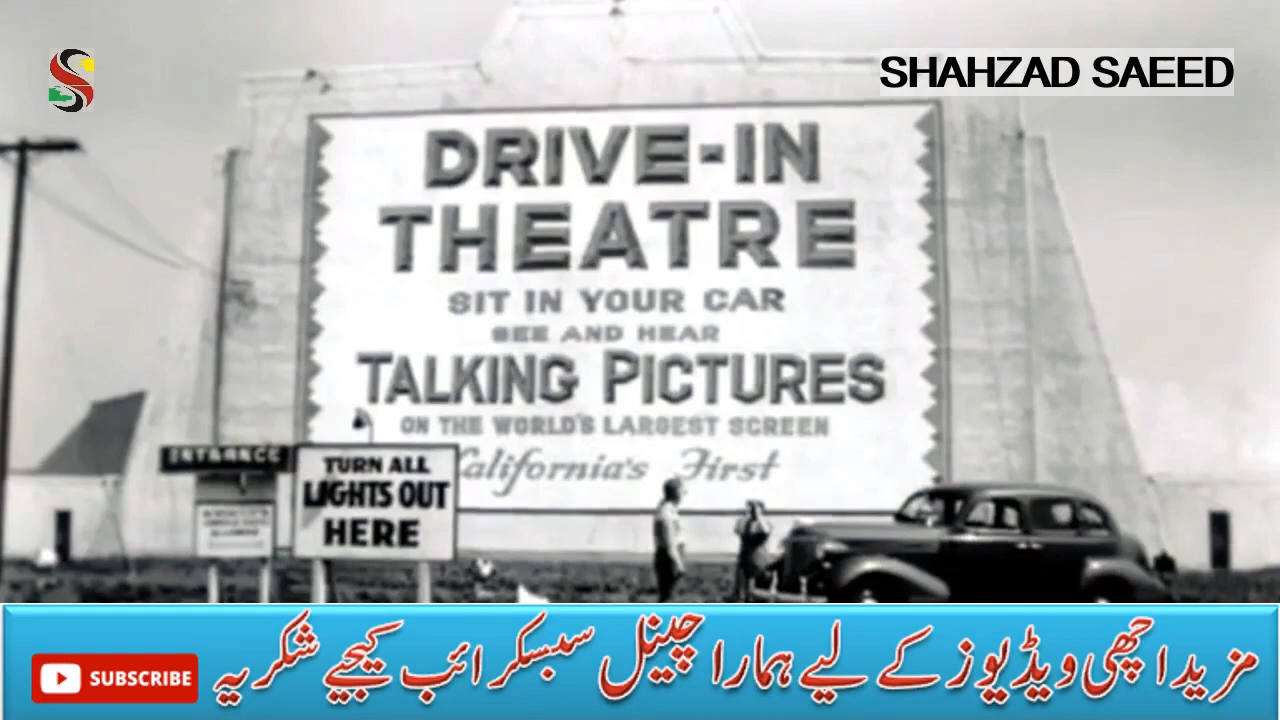 SHAHZAD SAEED
DRIVE-IN
THEATRE
SIT IN YOUR CAR
SEE AND HEAR
TALKING PICTURES
ON THE WORLD'S LARGEST SCREEN
California's First
ENTRANCE
TURN ALL
LIGHTS OUT
HERE
مزید اچھی ویڈیوز کے لیے ہمارا چینل سبسکرائب کیجیے شکریہ
SUBSCRIBE